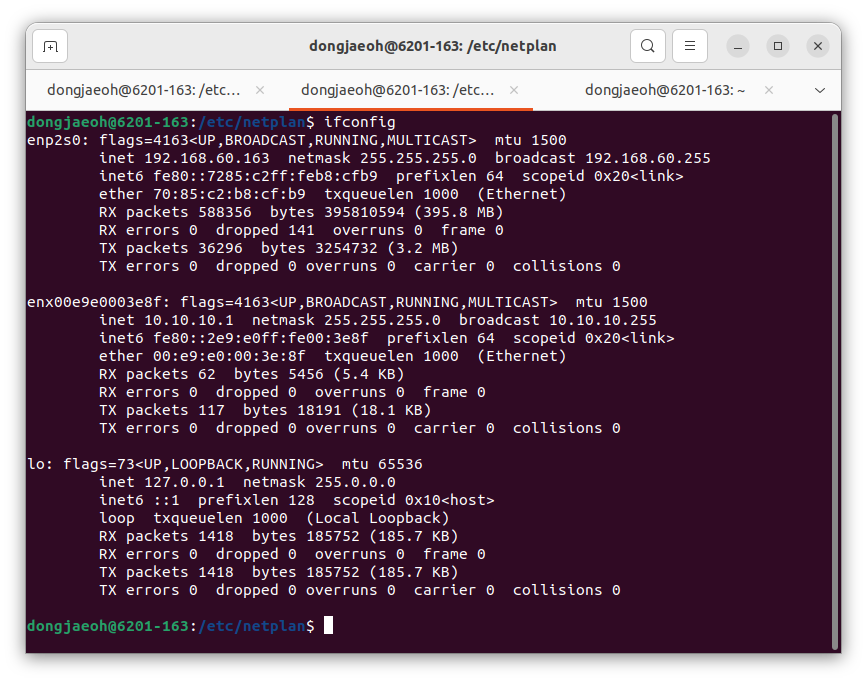 dongjaeoh@6201-163: /etc/netplan
dongjaeoh@6201-163: /etc...
dongjaeoh@6201-163: /etc...
dongjaeoh@6201-163: ~
dongjaeoh@6201-163:/etc/netplan$ ifconfig
enp2s0: flags=4163<UP,BROADCAST,RUNNING,MULTICAST>  mtu 1500
        inet 192.168.60.163  netmask 255.255.255.0  broadcast 192.168.60.255
        inet6 fe80::7285:c2ff:feb8:cfb9  prefixlen 64  scopeid 0x20<link>
        ether 70:85:c2:b8:cf:b9  txqueuelen 1000  (Ethernet)
        RX packets 588356  bytes 395810594 (395.8 MB)
        RX errors 0  dropped 141  overruns 0  frame 0
        TX packets 36296  bytes 3254732 (3.2 MB)
        TX errors 0  dropped 0 overruns 0  carrier 0  collisions 0
enx00e9e0003e8f: flags=4163<UP,BROADCAST,RUNNING,MULTICAST>  mtu 1500
        inet 10.10.10.1  netmask 255.255.255.0  broadcast 10.10.10.255
        inet6 fe80::2e9:e0ff:fe00:3e8f  prefixlen 64  scopeid 0x20<link>
        ether 00:e9:e0:00:3e:8f  txqueuelen 1000  (Ethernet)
        RX packets 62  bytes 5456 (5.4 KB)
        RX errors 0  dropped 0  overruns 0  frame 0
        TX packets 117  bytes 18191 (18.1 KB)
        TX errors 0  dropped 0 overruns 0  carrier 0  collisions 0
lo: flags=73<UP,LOOPBACK,RUNNING>  mtu 65536
        inet 127.0.0.1  netmask 255.0.0.0
        inet6 ::1  prefixlen 128  scopeid 0x10<host>
        loop  txqueuelen 1000  (Local Loopback)
        RX packets 1418  bytes 185752 (185.7 KB)
        RX errors 0  dropped 0  overruns 0  frame 0
        TX packets 1418  bytes 185752 (185.7 KB)
        TX errors 0  dropped 0 overruns 0  carrier 0  collisions 0
dongjaeoh@6201-163:/etc/netplan$